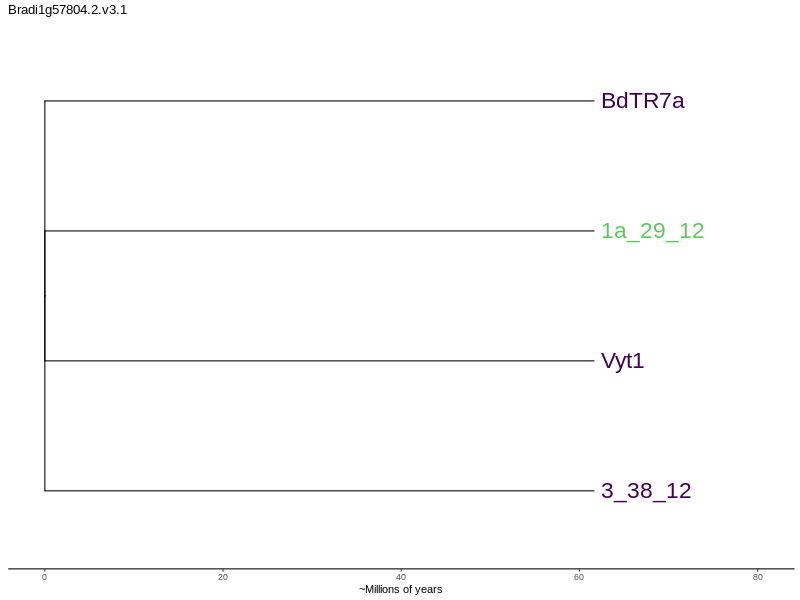 Bradi1g57804.2.v3.1
BdTR7a
1a_29_12
Vyt1
3_38_12
0 20 40 60 80
~Millions of years